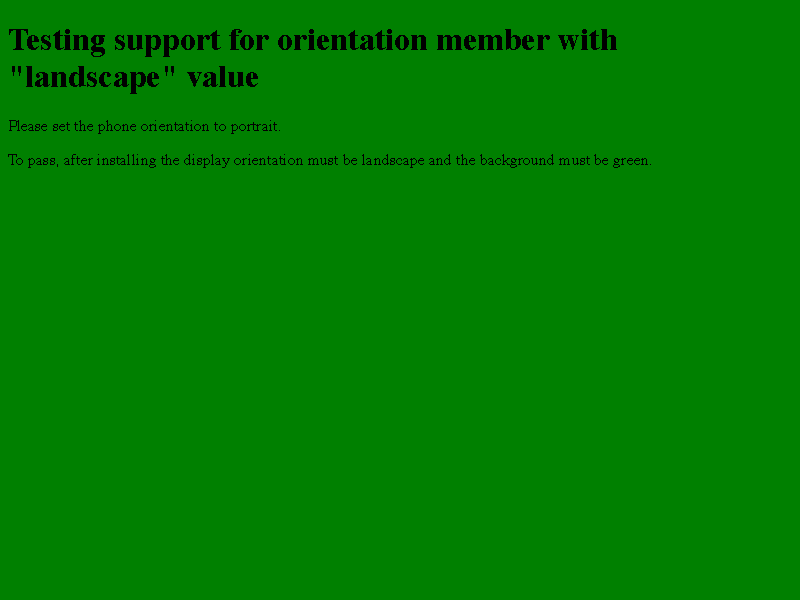 Testing support for orientation member with
"landscape" value
Please set the phone orientation to portrait.
To pass, after installing the display orientation must be landscape and the background must be green.